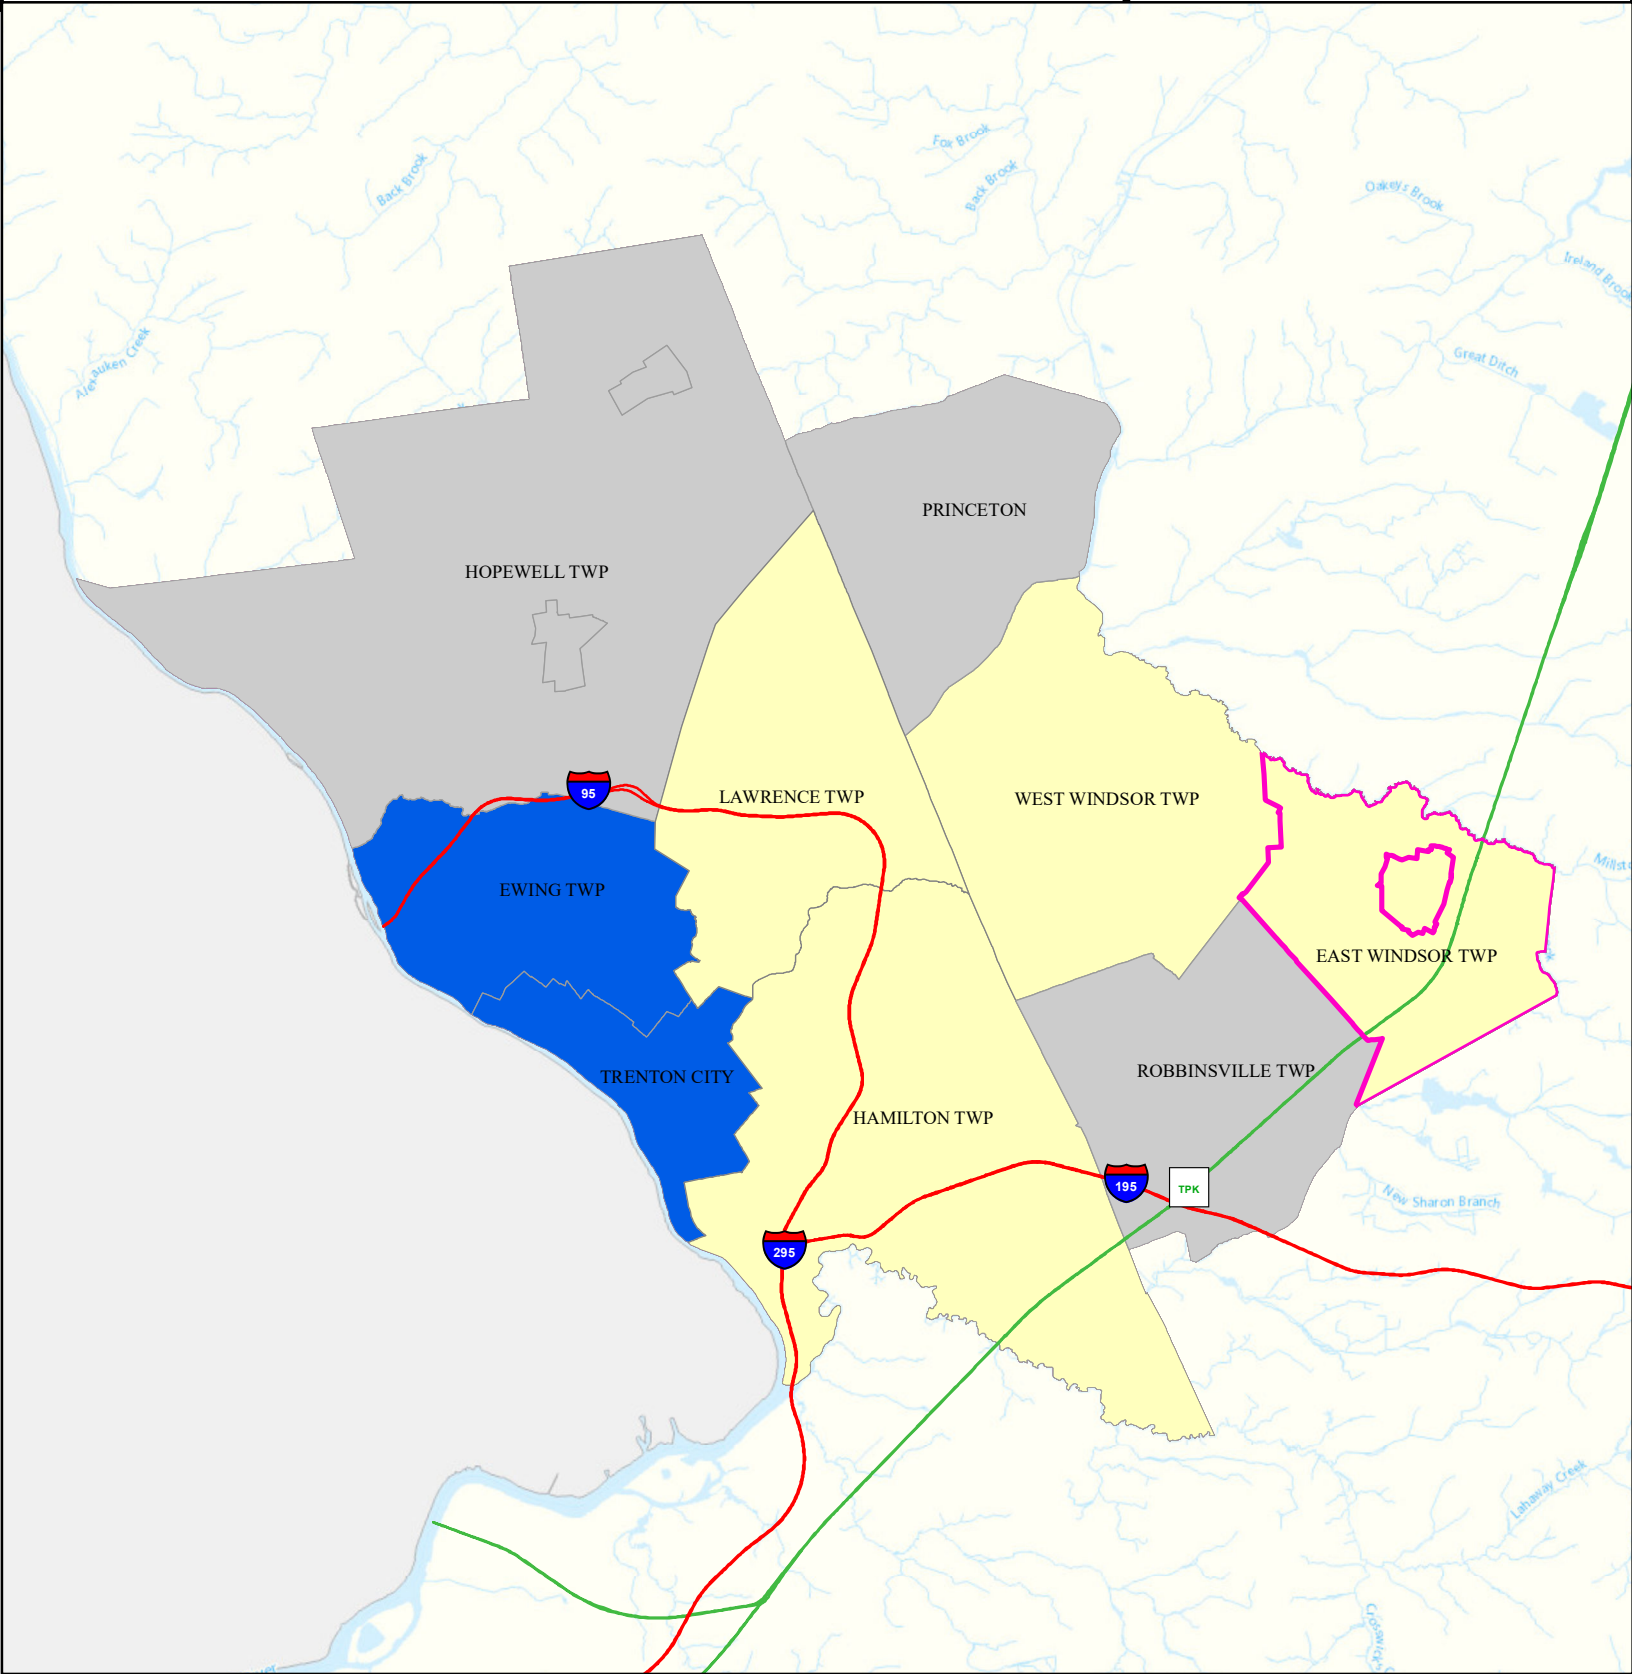 Fox Brook
Back Brook
Back Brook
Oakeys Brook
Ireland Brook
Alexauken Creek
Great Ditch
PRINCETON
HOPEWELL TWP
95
LAWRENCE TWP
WEST WINDSOR TWP
EWING TWP
EAST WINDSOR TWP
TRENTON CITY
ROBBINSVILLE TWP
HAMILTON TWP
195
TPK
New Sharon Branch
295
Lahaway Creek